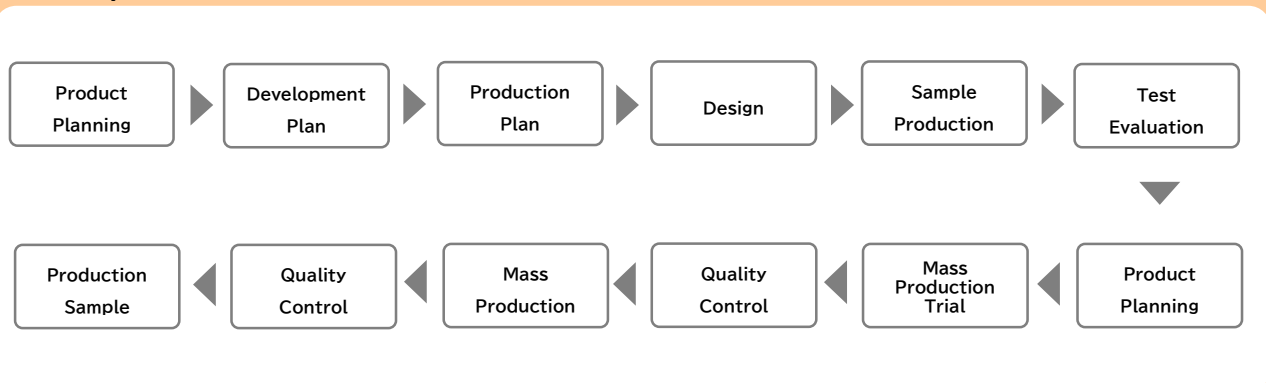 Product
Planning
Development
Plan
Production
Plan
Design
Sample
Production
Test
Evaluation
Product
Planning
Mass
Production
Trial
Quality
Control
Mass
Production
Quality
Control
Production
Sample